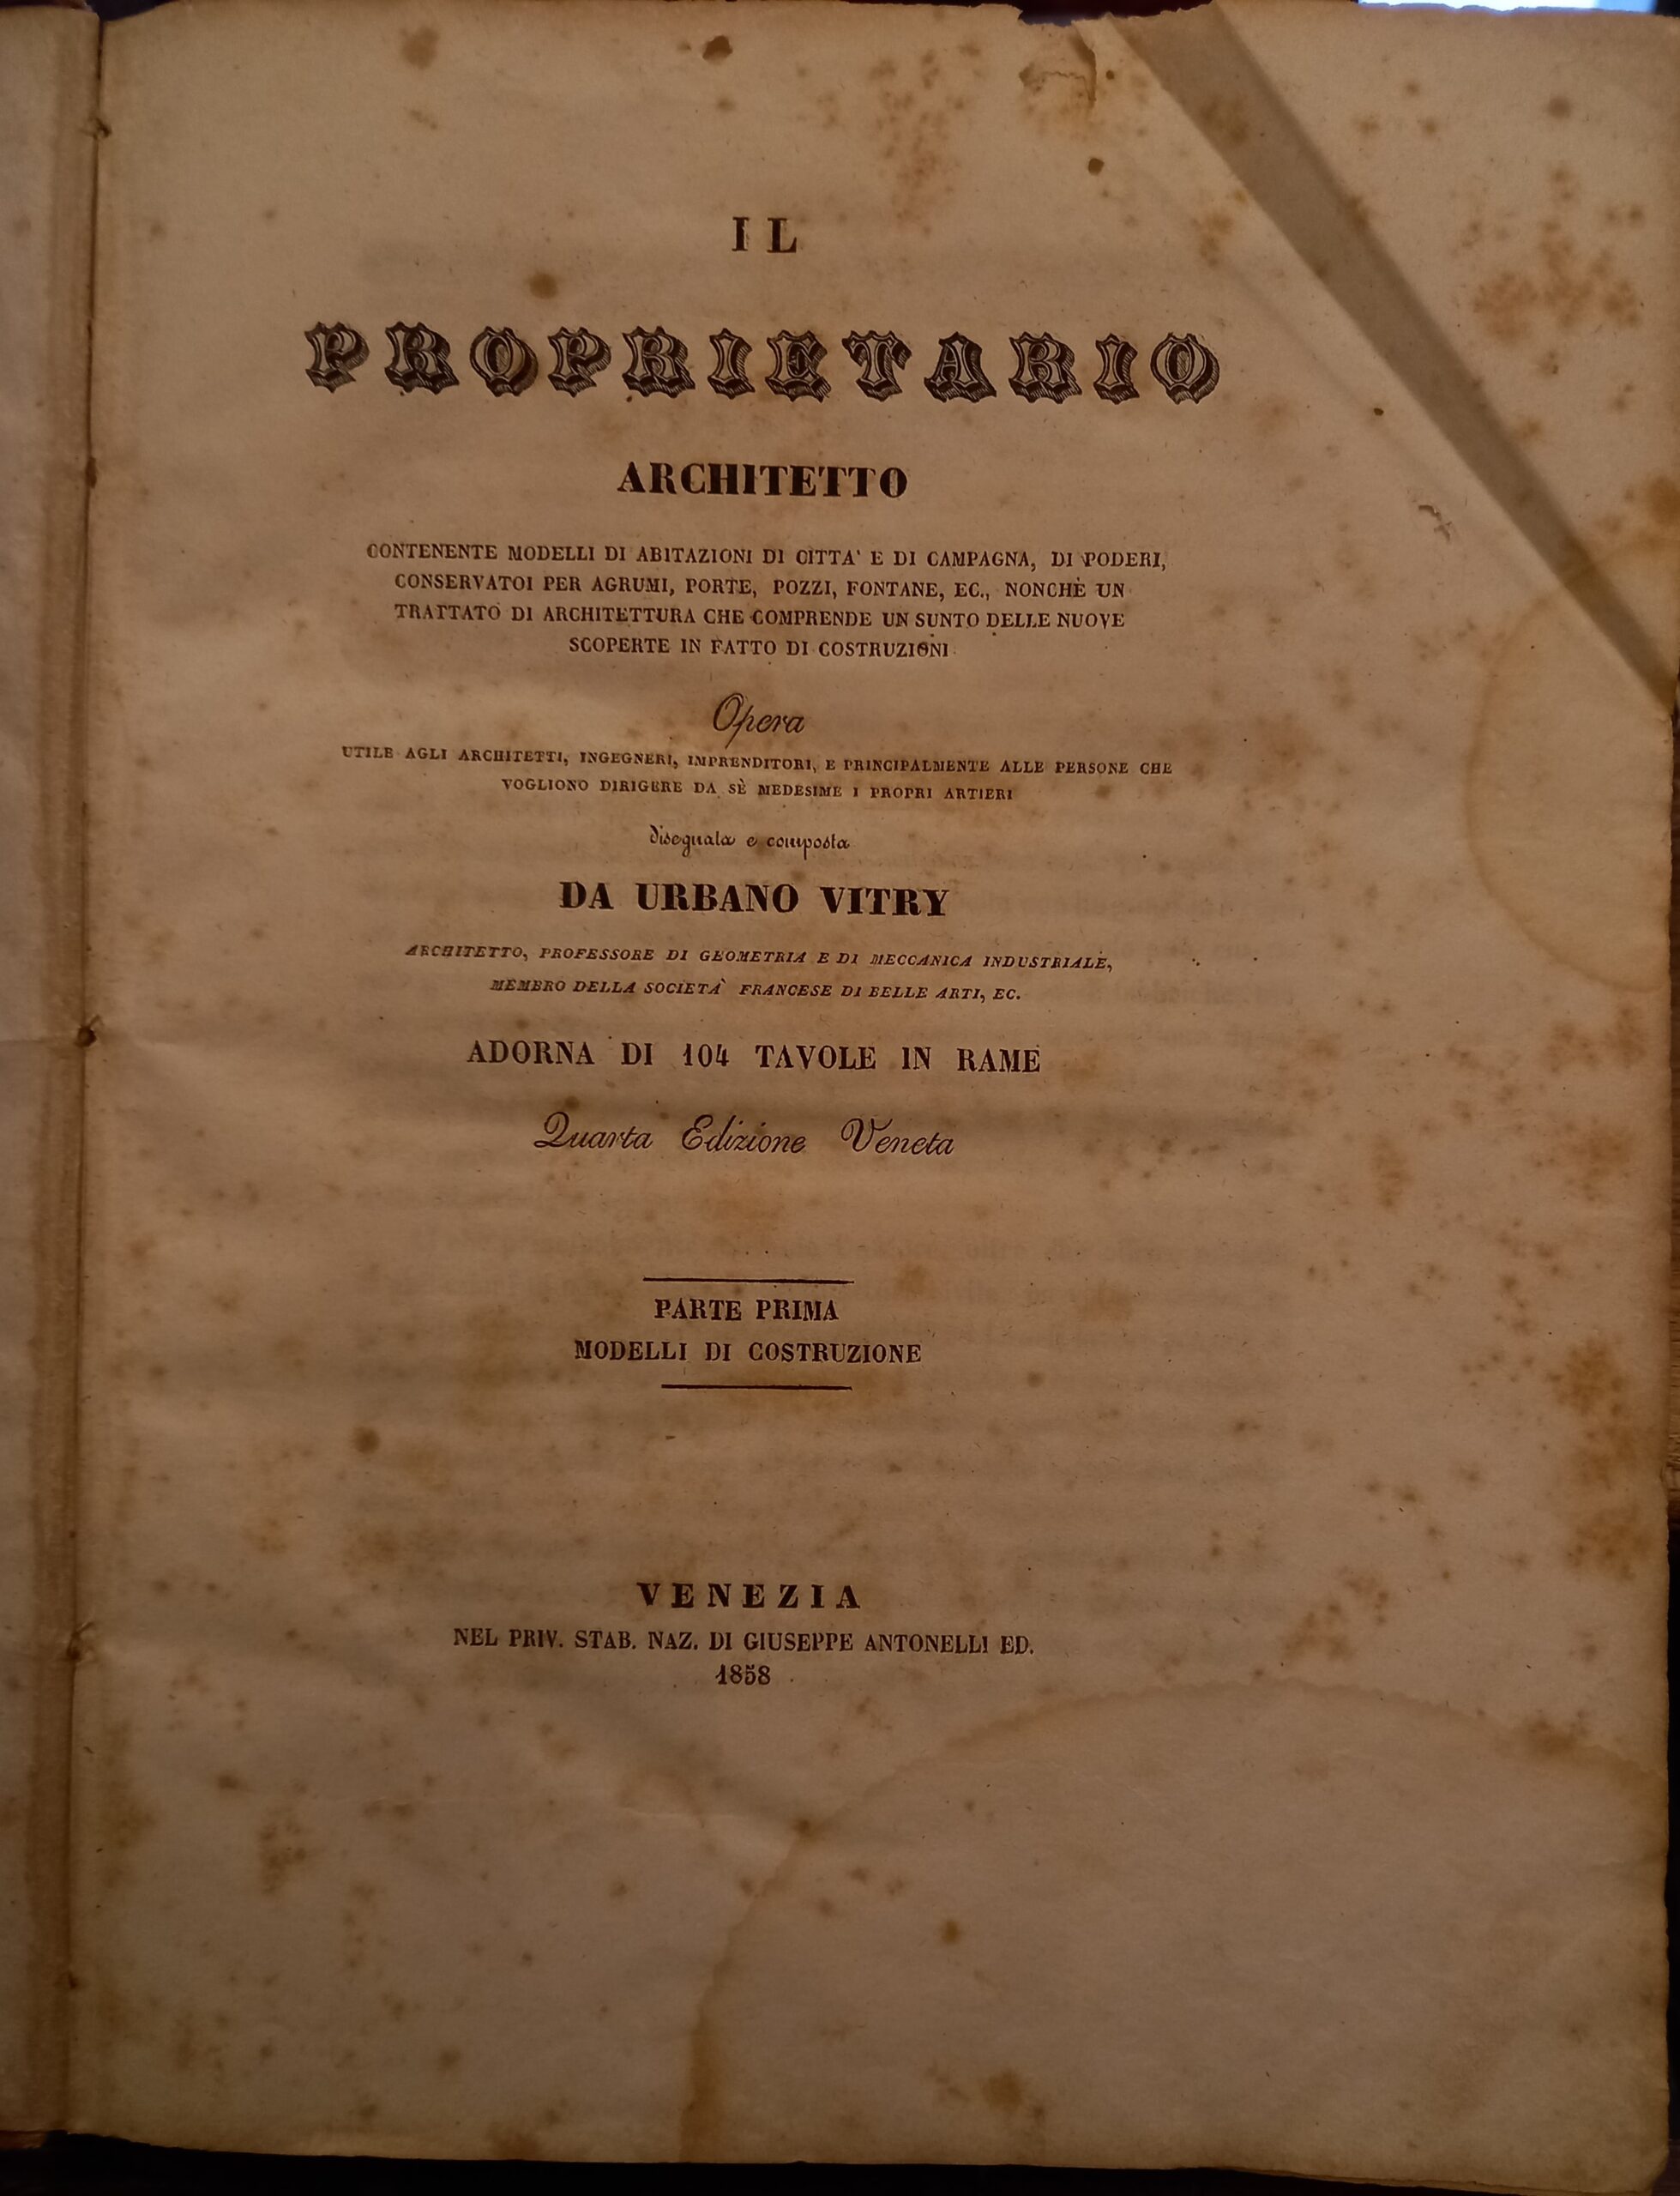 IL
PROPRIETARIO
ARCHITETTO
CONTENENTE MODELLI DI ABITAZIONI DI CITTA' E DI CAMPAGNA, DI PODERI,
CONSERVATOI PER AGRUMI, PORTE, POZZI, FONTANE, EC., NONCHÈ UN
TRATTATO DI ARCHITETTURA CHE COMPRENDE UN SUNTO DELLE NUOVE
SCOPERTE IN FATTO DI COSTRUZIONI
Opera
UTILE AGLI ARCHITETTI, INGEGNERI, IMPRENDITORI, E PRINCIPALMENTE ALLE PERSONE CHE
VOGLIONO DIRIGERE DA SÈ MEDESIME I PROPRI ARTIERI
disegnata e composta
DA URBANO VITRY
ARCHITETTO, PROFESSORE DI GEOMETRIA E DI MECCANICA INDUSTRIALE,
MEMBRO DELLA SOCIETÀ FRANCESE DI BELLE ARTI, EC.
ADORNA DI 104 TAVOLE IN RAME
Quarta Edizione Veneta
PARTE PRIMA
MODELLI DI COSTRUZIONE
VENEZIA
NEL PRIV. STAB. NAZ. DI GIUSEPPE ANTONELLI ED.
1858